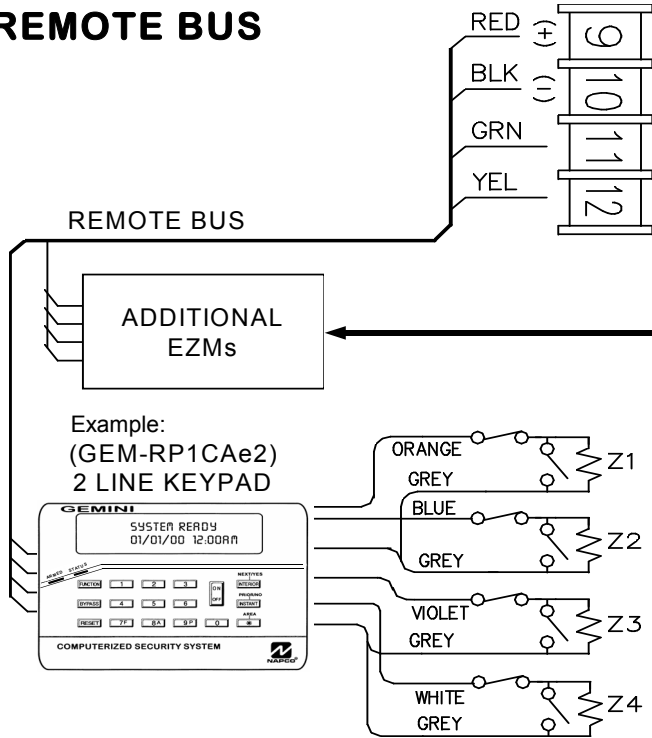 REMOTE BUS
RED (+) 9
BLK (-) 10
GRN 11
YEL 12
REMOTE BUS
ADDITIONAL
EZMs
Example:
(GEM-RP1CAe2)
2 LINE KEYPAD
ORANGE
Z1
GREY
BLUE
Z2
GREY
VIOLET
Z3
GREY
WHITE
Z4
GREY
GEMINI
SYSTEM READY
01/01/00 12:00AM
ARMED STATUS
NEXT/YES
FUNCTION 1 2 3 ON OFF INTERIOR
PRIOR/NO
BYPASS 4 5 6 INSTANT
AREA
RESET 7F 8A 9P 0
COMPUTERIZED SECURITY SYSTEM
NAPCO